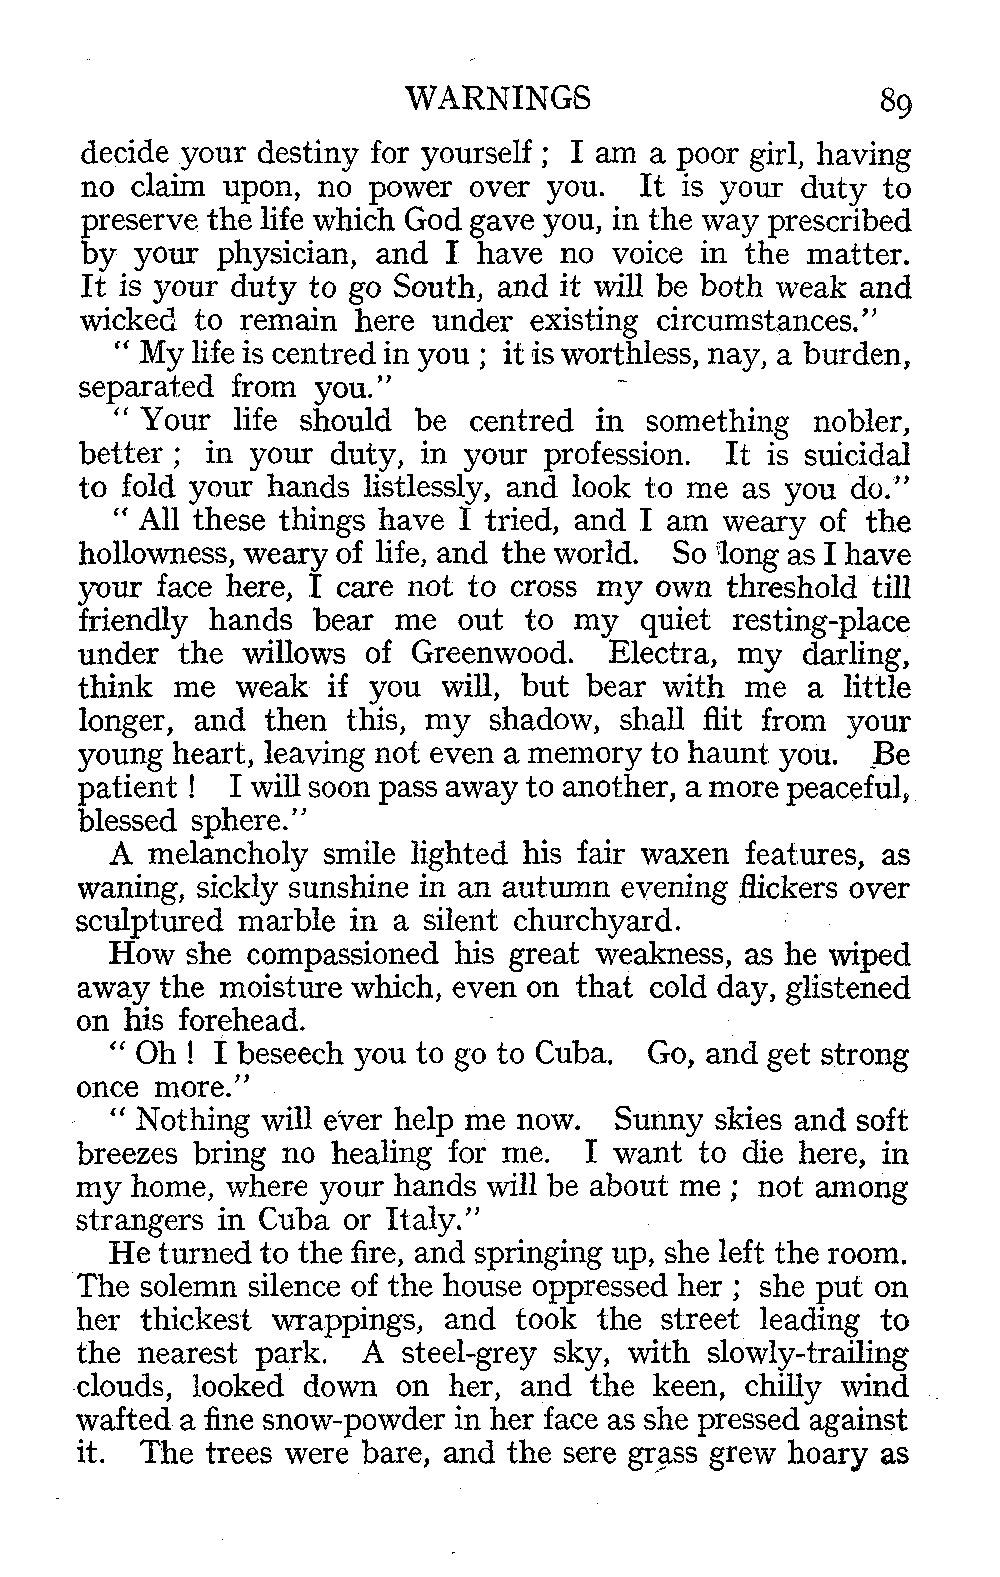 WARNINGS 89
decide your destiny for yourself ; I am a poor girl, having
no claim upon, no power over you. It is your duty to
preserve the life which God gave you, in the way prescribed
by your physician, and I have no voice in the matter.
It is your duty to go South, and it will be both weak and
wicked to remain here under existing circumstances."
" My life is centred in you ; it is worthless, nay, a burden,
separated from you."
" Your life should be centred in something nobler,
better ; in your duty, in your profession. It is suicidal
to fold your hands listlessly, and look to me as you do."
" All these things have I tried, and I am weary of the
hollowness, weary of life, and the world. So long as I have
your face here, I care not to cross my own threshold till
friendly hands bear me out to my quiet resting-place
under the willows of Greenwood. Electra, my darling,
think me weak if you will, but bear with me a little
longer, and then this, my shadow, shall flit from your
young heart, leaving not even a memory to haunt you. Be
patient ! I will soon pass away to another, a more peaceful,
blessed sphere."
A melancholy smile lighted his fair waxen features, as
waning, sickly sunshine in an autumn evening flickers over
sculptured marble in a silent churchyard.
How she compassioned his great weakness, as he wiped
away the moisture which, even on that cold day, glistened
on his forehead.
" Oh ! I beseech you to go to Cuba. Go, and get strong
once more."
" Nothing will ever help me now. Sunny skies and soft
breezes bring no healing for me. I want to die here, in
my home, where your hands will be about me ; not among
strangers in Cuba or Italy."
He turned to the fire, and springing up, she left the room.
The solemn silence of the house oppressed her ; she put on
her thickest wrappings, and took the street leading to
the nearest park. A steel-grey sky, with slowly-trailing
clouds, looked down on her, and the keen, chilly wind
wafted a fine snow-powder in her face as she pressed against
it. The trees were bare, and the sere grass grew hoary as